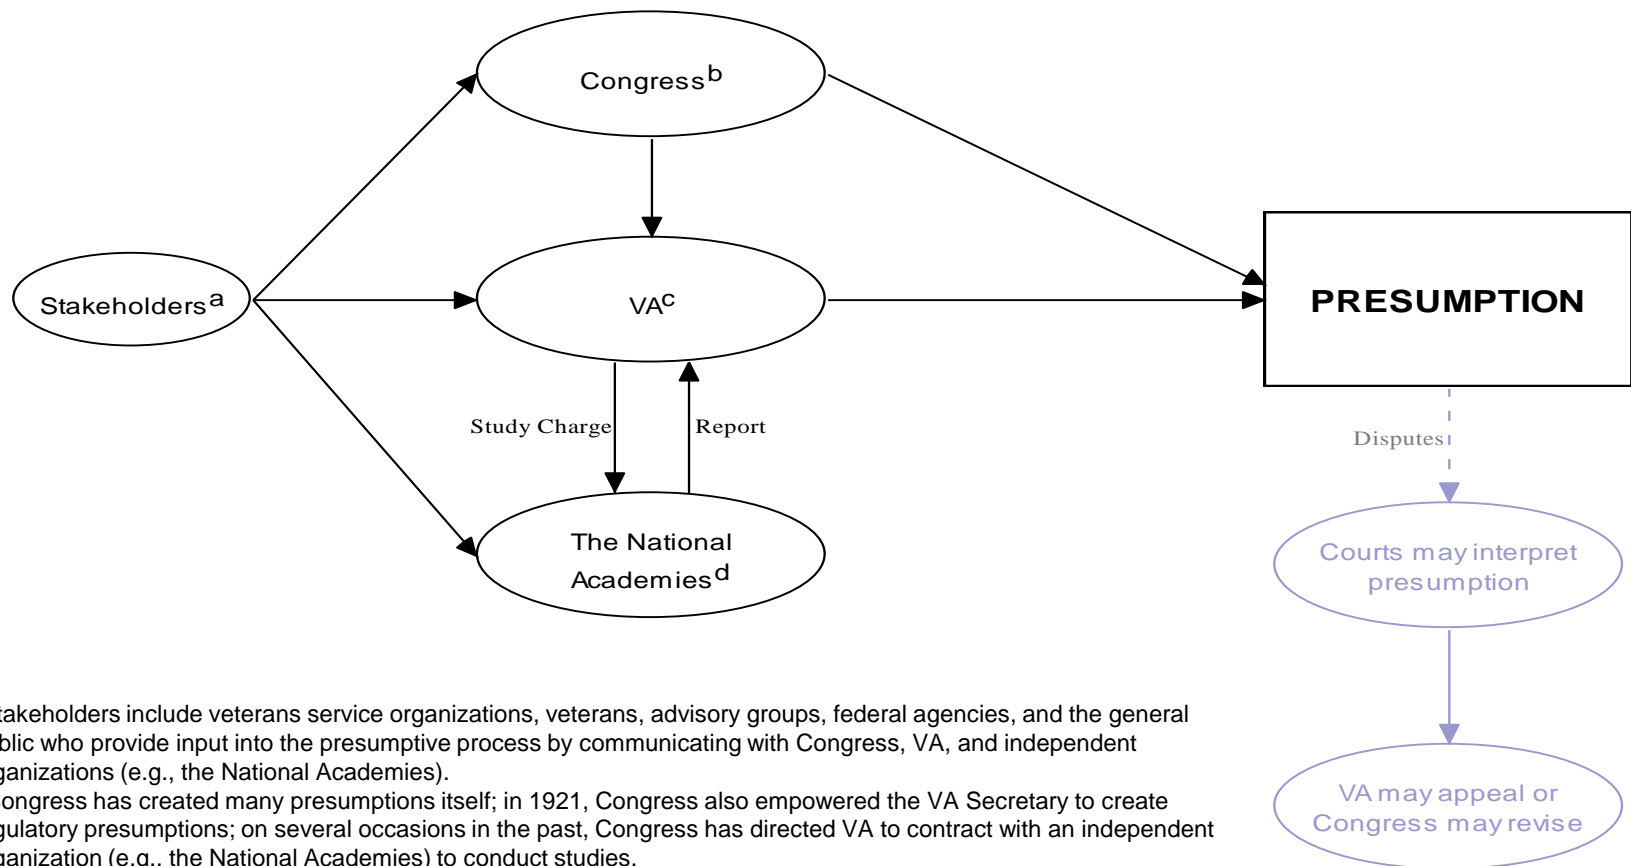 Congressb
Stakeholdersa
VAc
PRESUMPTION
Study Charge
Report
Disputes
The National
Academiesd
Courts may interpret
presumption
VA may appeal or
Congress may revise
takeholders include veterans service organizations, veterans, advisory groups, federal agencies, and the general
blic who provide input into the presumptive process by communicating with Congress, VA, and independent
ganizations (e.g., the National Academies).
ongress has created many presumptions itself; in 1921, Congress also empowered the VA Secretary to create
gulatory presumptions; on several occasions in the past, Congress has directed VA to contract with an independent
ganization (e.g., the National Academies) to conduct studies.